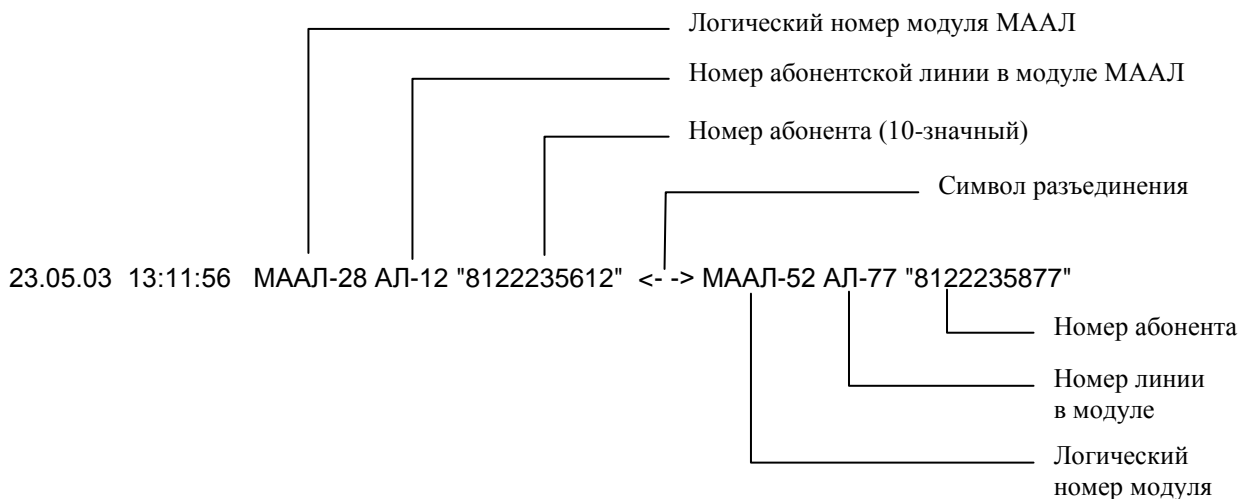 Логический номер модуля МААЛ
Номер абонентской линии в модуле МААЛ
Номер абонента (10-значный)
Символ разъединения
23.05.03 13:11:56 МААЛ-28 АЛ-12 "8122235612" <- -> МААЛ-52 АЛ-77 "8122235877"
Номер абонента
Номер линии
в модуле
Логический
номер модуля